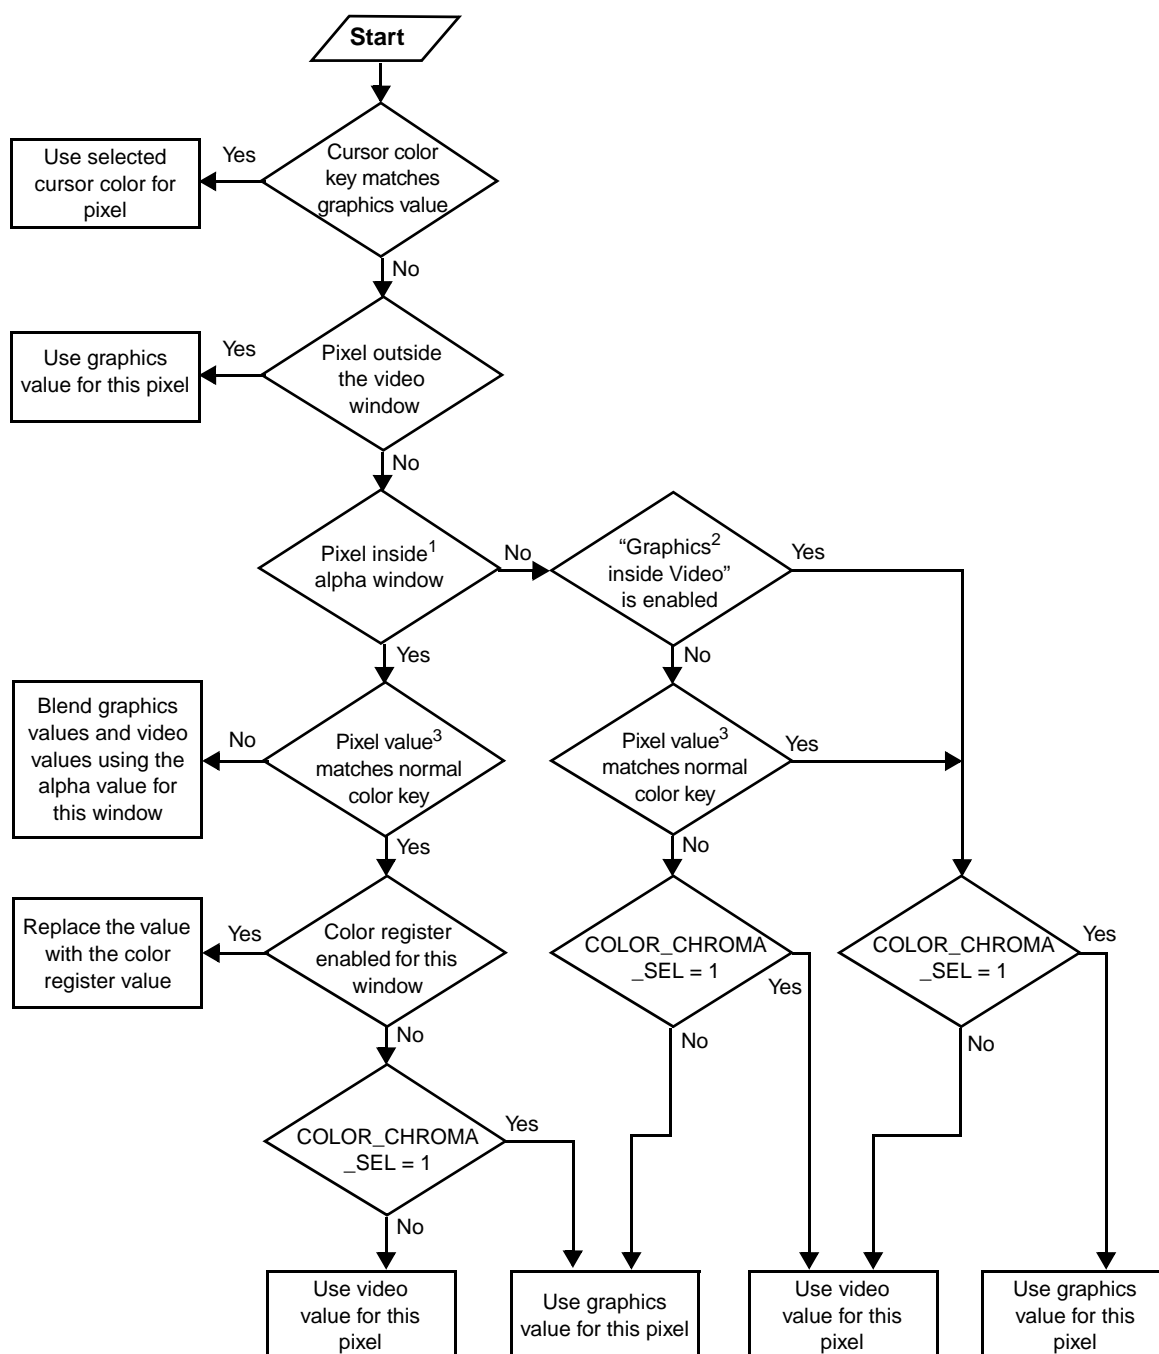 Start
Cursor color
key matches
graphics value
Yes
Use selected
cursor color for
pixel
No
Pixel outside
the video
window
Yes
Use graphics
value for this pixel
No
Pixel inside1
alpha window
No
“Graphics2
inside Video”
is enabled
Yes
Yes
No
Blend graphics
values and video
values using the
alpha value for
this window
No
Pixel value3
matches normal
color key
Pixel value3
matches normal
color key
Yes
Yes
No
Replace the value
with the color
register value
Yes
Color register
enabled for this
window
COLOR_CHROMA
_SEL = 1
Yes
COLOR_CHROMA
_SEL = 1
Yes
No
No
No
COLOR_CHROMA
_SEL = 1
Yes
No
Use video
value for this
pixel
Use graphics
value for this pixel
Use video
value for this
pixel
Use graphics
value for this
pixel